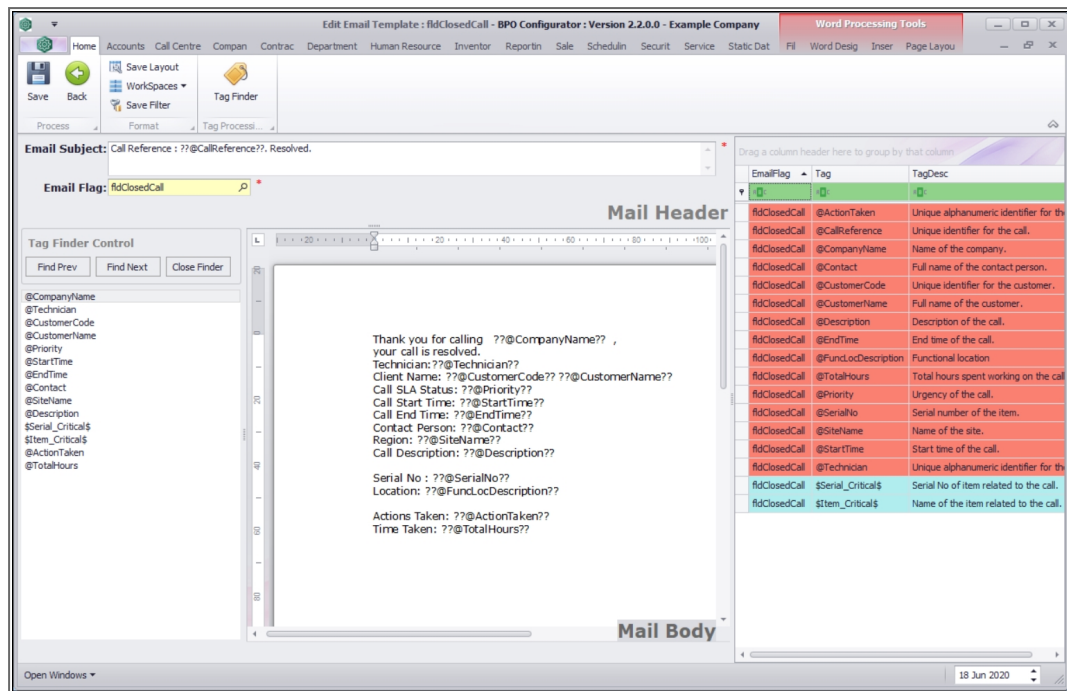 Edit Email Template : fldClosedCall - BPO Configurator : Version 2.2.0.0 - Example Company
Word Processing Tools
Home Accounts Call Centre Compan Contrac Department Human Resource Inventor Reportin Sale Schedulin Securit Service Static Dat Fil Word Desig Inser Page Layou
Save
Back
Save Layout
WorkSpaces
Save Filter
Tag Finder
Process
Format
Tag Processi...
Email Subject: Call Reference : ??@CallReference??. Resolved. *
Email Flag: fldClosedCall *
Mail Header
Tag Finder Control
Find Prev Find Next Close Finder
@CompanyName
@Technician
@CustomerCode
@CustomerName
@Priority
@StartTime
@EndTime
@Contact
@SiteName
@Description
$Serial_Critical$
$Item_Critical$
@ActionTaken
@TotalHours
L 20 20 40 60 80 100
20
20
40
60
80
Thank you for calling ??@CompanyName?? ,
your call is resolved.
Technician:??@Technician??
Client Name: ??@CustomerCode?? ??@CustomerName??
Call SLA Status: ??@Priority??
Call Start Time: ??@StartTime??
Call End Time: ??@EndTime??
Contact Person: ??@Contact??
Region: ??@SiteName??
Call Description: ??@Description??
Serial No : ??@SerialNo??
Location: ??@FuncLocDescription??
Actions Taken: ??@ActionTaken??
Time Taken: ??@TotalHours??
Mail Body
Drag a column header here to group by that column
EmailFlag Tag TagDesc
fldClosedCall @ActionTaken Unique alphanumeric identifier for th
fldClosedCall @CallReference Unique identifier for the call.
fldClosedCall @CompanyName Name of the company.
fldClosedCall @Contact Full name of the contact person.
fldClosedCall @CustomerCode Unique identifier for the customer.
fldClosedCall @CustomerName Full name of the customer.
fldClosedCall @Description Description of the call.
fldClosedCall @EndTime End time of the call.
fldClosedCall @FuncLocDescription Functional location
fldClosedCall @TotalHours Total hours spent working on the call
fldClosedCall @Priority Urgency of the call.
fldClosedCall @SerialNo Serial number of the item.
fldClosedCall @SiteName Name of the site.
fldClosedCall @StartTime Start time of the call.
fldClosedCall @Technician Unique alphanumeric identifier for th
fldClosedCall $Serial_Critical$ Serial No of item related to the call.
fldClosedCall $Item_Critical$ Name of the item related to the call.
Open Windows
18 Jun 2020